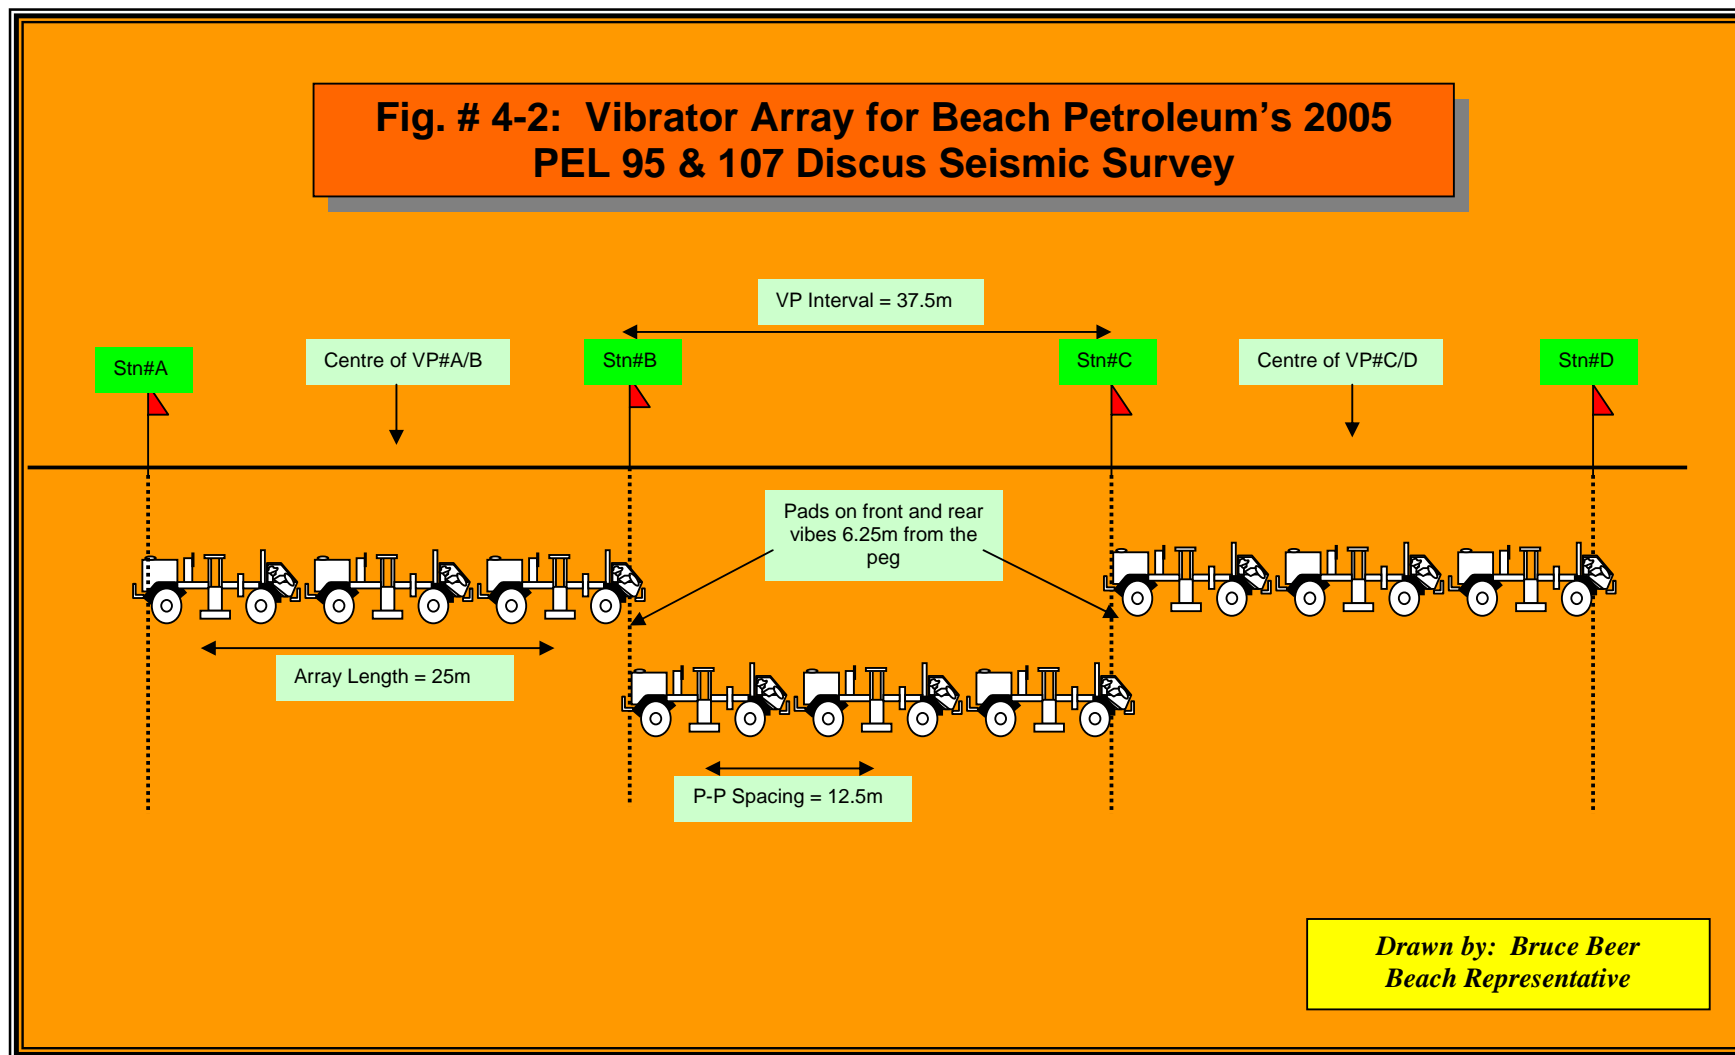 Fig. # 4-2:  Vibrator Array for Beach Petroleum’s 2005
PEL 95 & 107 Discus Seismic Survey
VP Interval = 37.5m
Stn#A
Centre of VP#A/B
Stn#B
Stn#C
Centre of VP#C/D
Stn#D
Pads on front and rear
vibes 6.25m from the
peg
Array Length = 25m
P-P Spacing = 12.5m
Drawn by:  Bruce Beer
Beach Representative